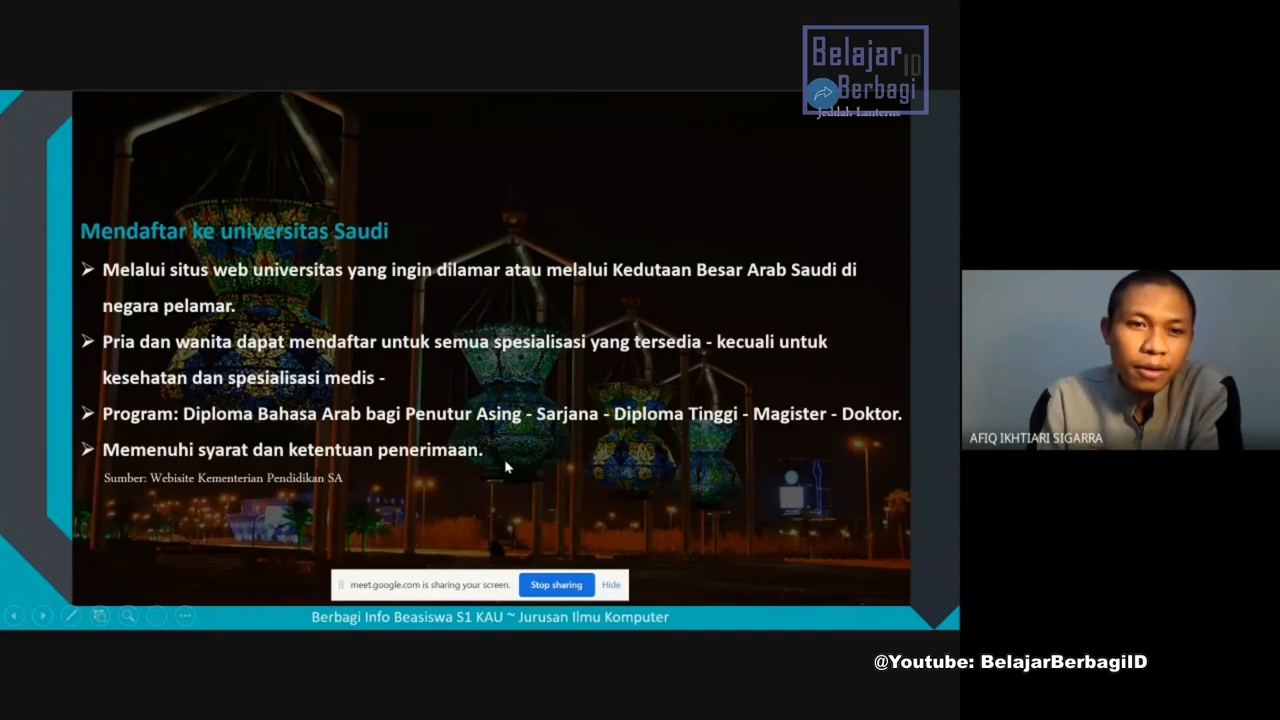 Belajar
ID
Berbagi
Jeddah Lanterns
Mendaftar ke universitas Saudi
➢ Melalui situs web universitas yang ingin dilamar atau melalui Kedutaan Besar Arab Saudi di
negara pelamar.
➢ Pria dan wanita dapat mendaftar untuk semua spesialisasi yang tersedia - kecuali untuk
kesehatan dan spesialisasi medis -
➢ Program: Diploma Bahasa Arab bagi Penutur Asing - Sarjana - Diploma Tinggi - Magister - Doktor.
➢ Memenuhi syarat dan ketentuan penerimaan.
Sumber: Webisite Kementerian Pendidikan SA
AFIQ IKHTIARI SIGARRA
meet.google.com is sharing your screen.
Stop sharing
Hide
Berbagi Info Beasiswa S1 KAU ~ Jurusan Ilmu Komputer
@Youtube: BelajarBerbagiID